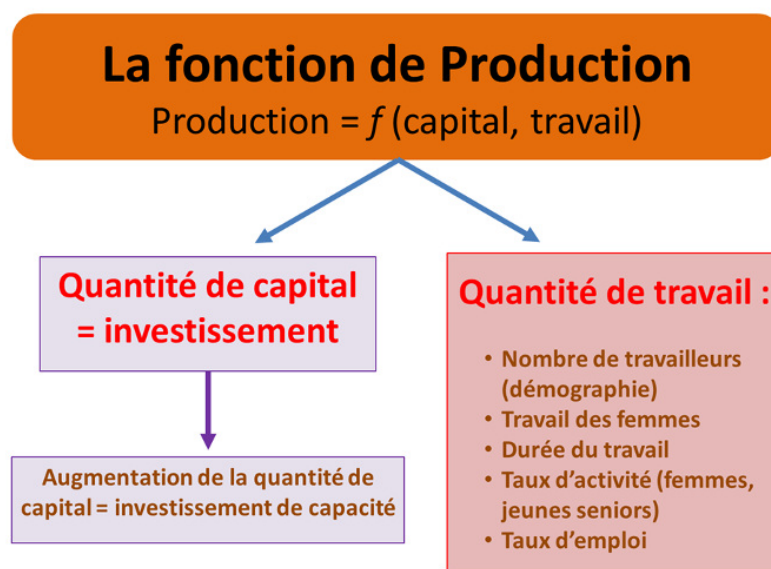 La fonction de Production
Production = f (capital, travail)
Quantité de capital
= investissement
Augmentation de la quantité de
capital = investissement de capacité
Quantité de travail :
• Nombre de travailleurs
(démographie)
• Travail des femmes
• Durée du travail
• Taux d'activité (femmes,
jeunes seniors)
• Taux d'emploi